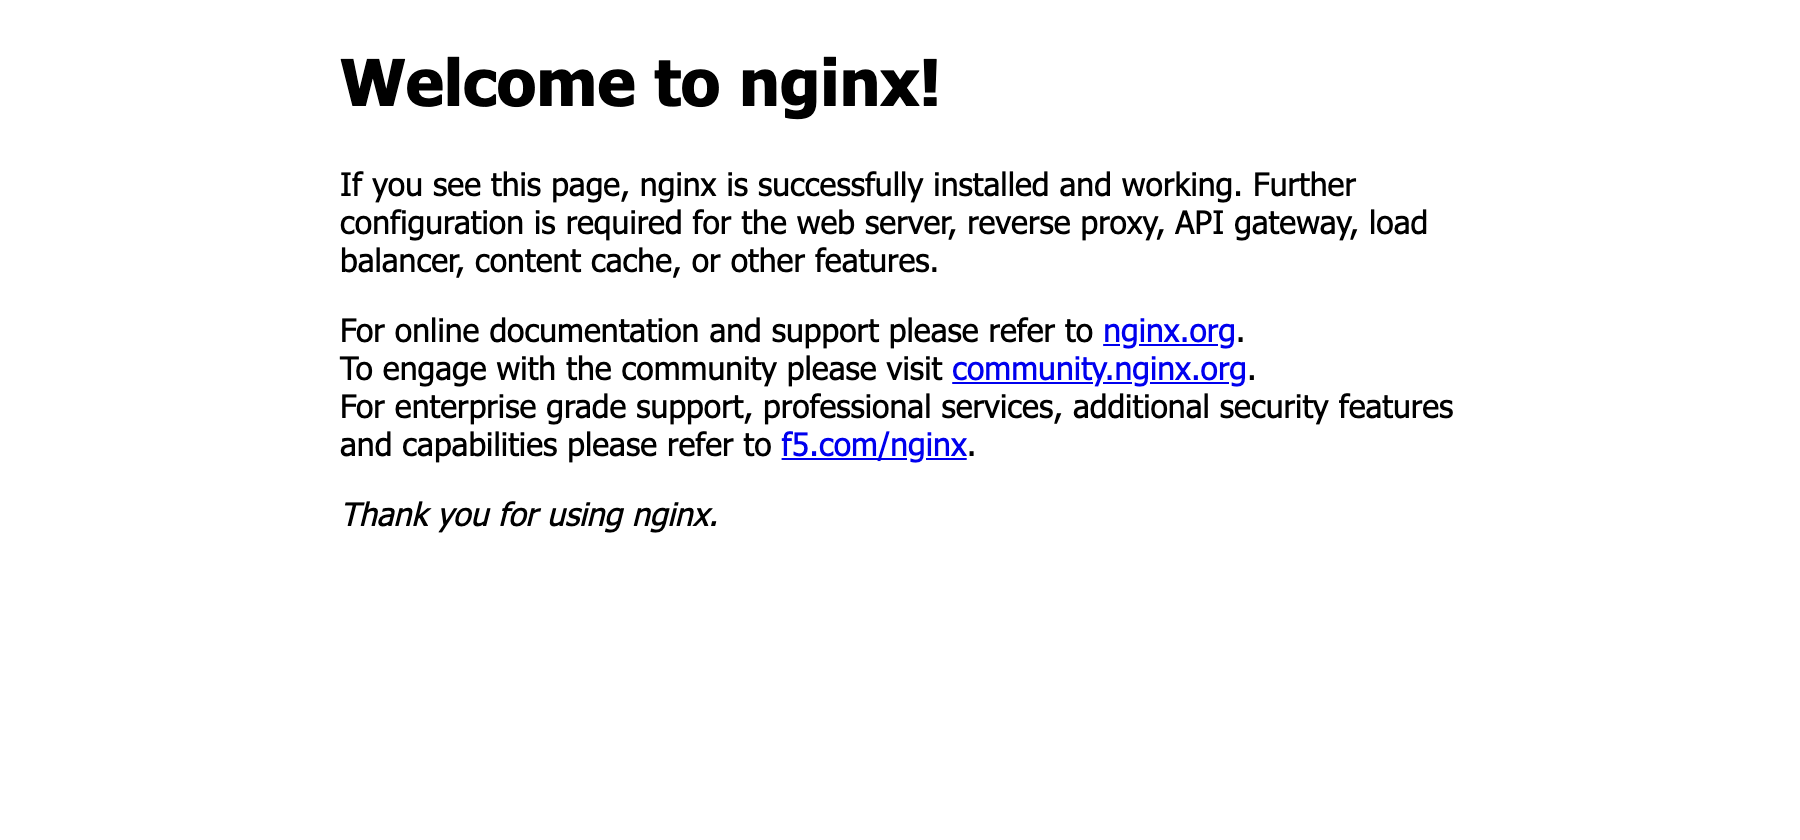 Welcome to nginx!
If you see this page, nginx is successfully installed and working. Further
configuration is required for the web server, reverse proxy, API gateway, load
balancer, content cache, or other features.
For online documentation and support please refer to nginx.org.
To engage with the community please visit community.nginx.org.
For enterprise grade support, professional services, additional security features
and capabilities please refer to f5.com/nginx.
Thank you for using nginx.